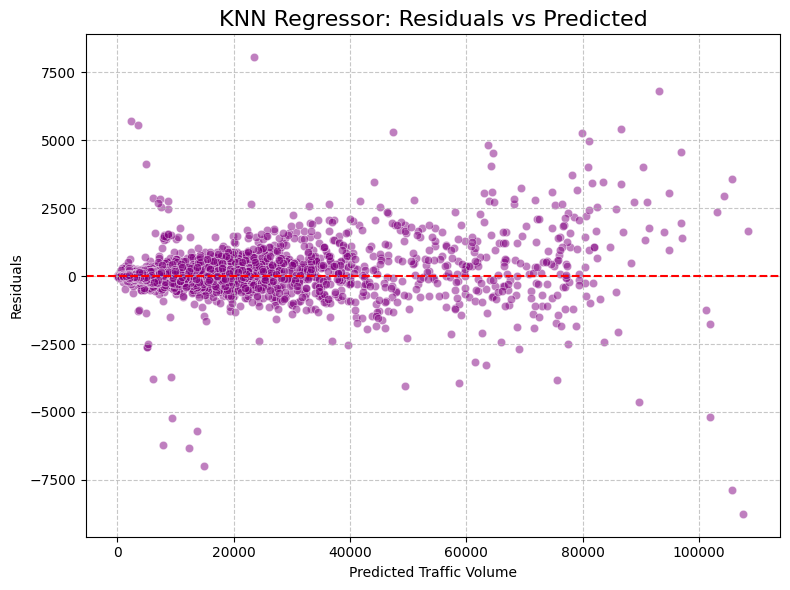 KNN Regressor: Residuals vs Predicted
7500
5000
2500
0
−2500
−5000
−7500
Residuals
0 20000 40000 60000 80000 100000
Predicted Traffic Volume